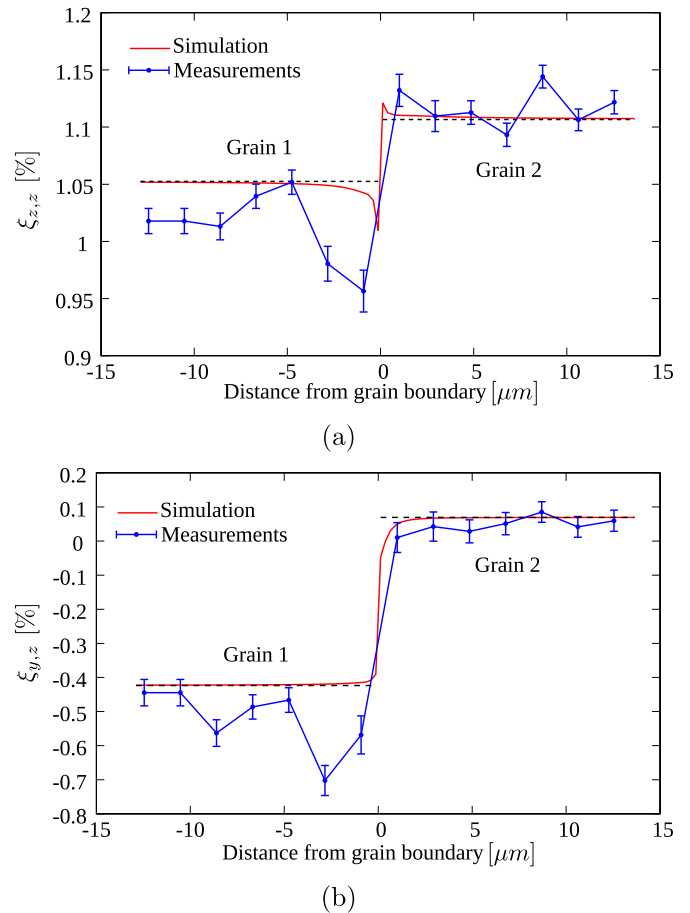 1.2
1.15
1.1
1.05
1
0.95
0.9
ξz,z [%]
Simulation
Measurements
Grain 1
Grain 2
-15 -10 -5 0 5 10 15
Distance from grain boundary [μm]
(a)
0.2
0.1
0
-0.1
-0.2
-0.3
-0.4
-0.5
-0.6
-0.7
-0.8
ξy,z [%]
Simulation
Measurements
Grain 2
Grain 1
-15 -10 -5 0 5 10 15
Distance from grain boundary [μm]
(b)